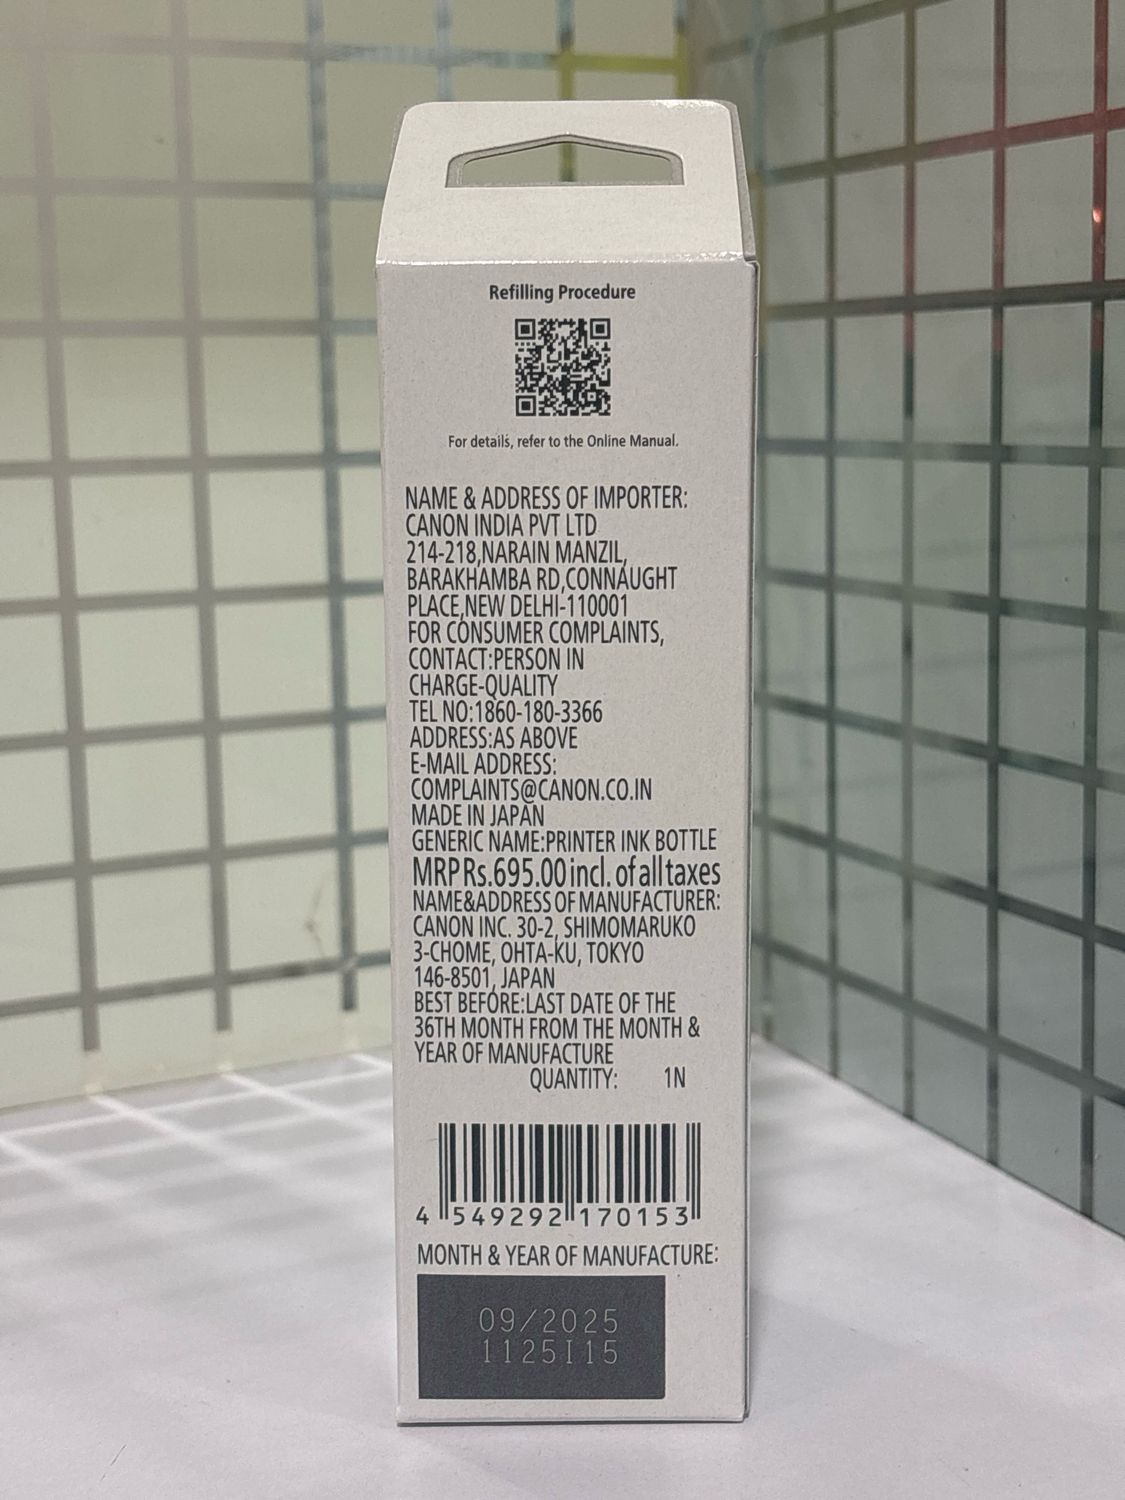 Refilling Procedure
For details, refer to the Online Manual.
NAME & ADDRESS OF IMPORTER:
CANON INDIA PVT LTD
214-218,NARAIN MANZIL,
BARAKHAMBA RD,CONNAUGHT
PLACE,NEW DELHI-110001
FOR CONSUMER COMPLAINTS,
CONTACT:PERSON IN
CHARGE-QUALITY
TEL NO:1860-180-3366
ADDRESS:AS ABOVE
E-MAIL ADDRESS:
COMPLAINTS@CANON.CO.IN
MADE IN JAPAN
GENERIC NAME:PRINTER INK BOTTLE
MRP Rs.695.00 incl. of all taxes
NAME&ADDRESS OF MANUFACTURER:
CANON INC. 30-2, SHIMOMARUKO
3-CHOME, OHTA-KU, TOKYO
146-8501, JAPAN
BEST BEFORE:LAST DATE OF THE
36TH MONTH FROM THE MONTH &
YEAR OF MANUFACTURE
QUANTITY: 1N
4 549292 170153
MONTH & YEAR OF MANUFACTURE:
09/2025
1125I15